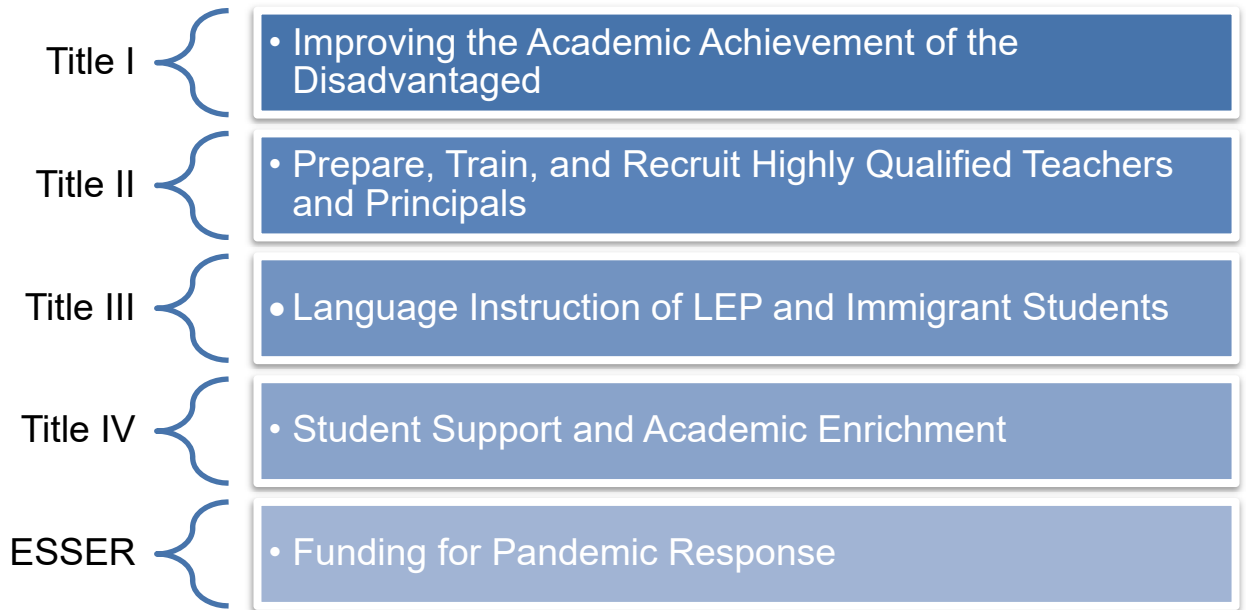 Title I
• Improving the Academic Achievement of the
Disadvantaged
Title II
• Prepare, Train, and Recruit Highly Qualified Teachers
and Principals
Title III
• Language Instruction of LEP and Immigrant Students
Title IV
• Student Support and Academic Enrichment
ESSER
• Funding for Pandemic Response